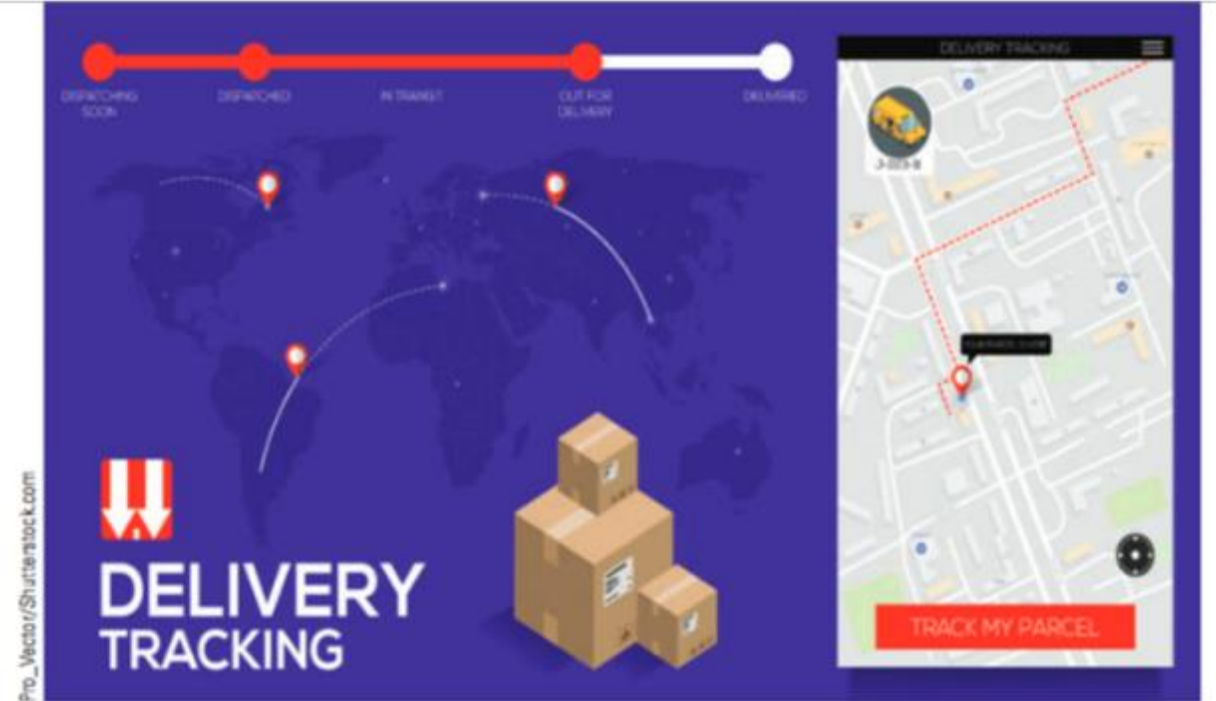 DISPATCHING
SOON
DISPATCHED
IN TRANSIT
OUT FOR
DELIVERY
DELIVERED
DELIVERY
TRACKING
DELIVERY TRACKING
TRACK MY PARCEL
Pro_Vector/Shutterstock.com